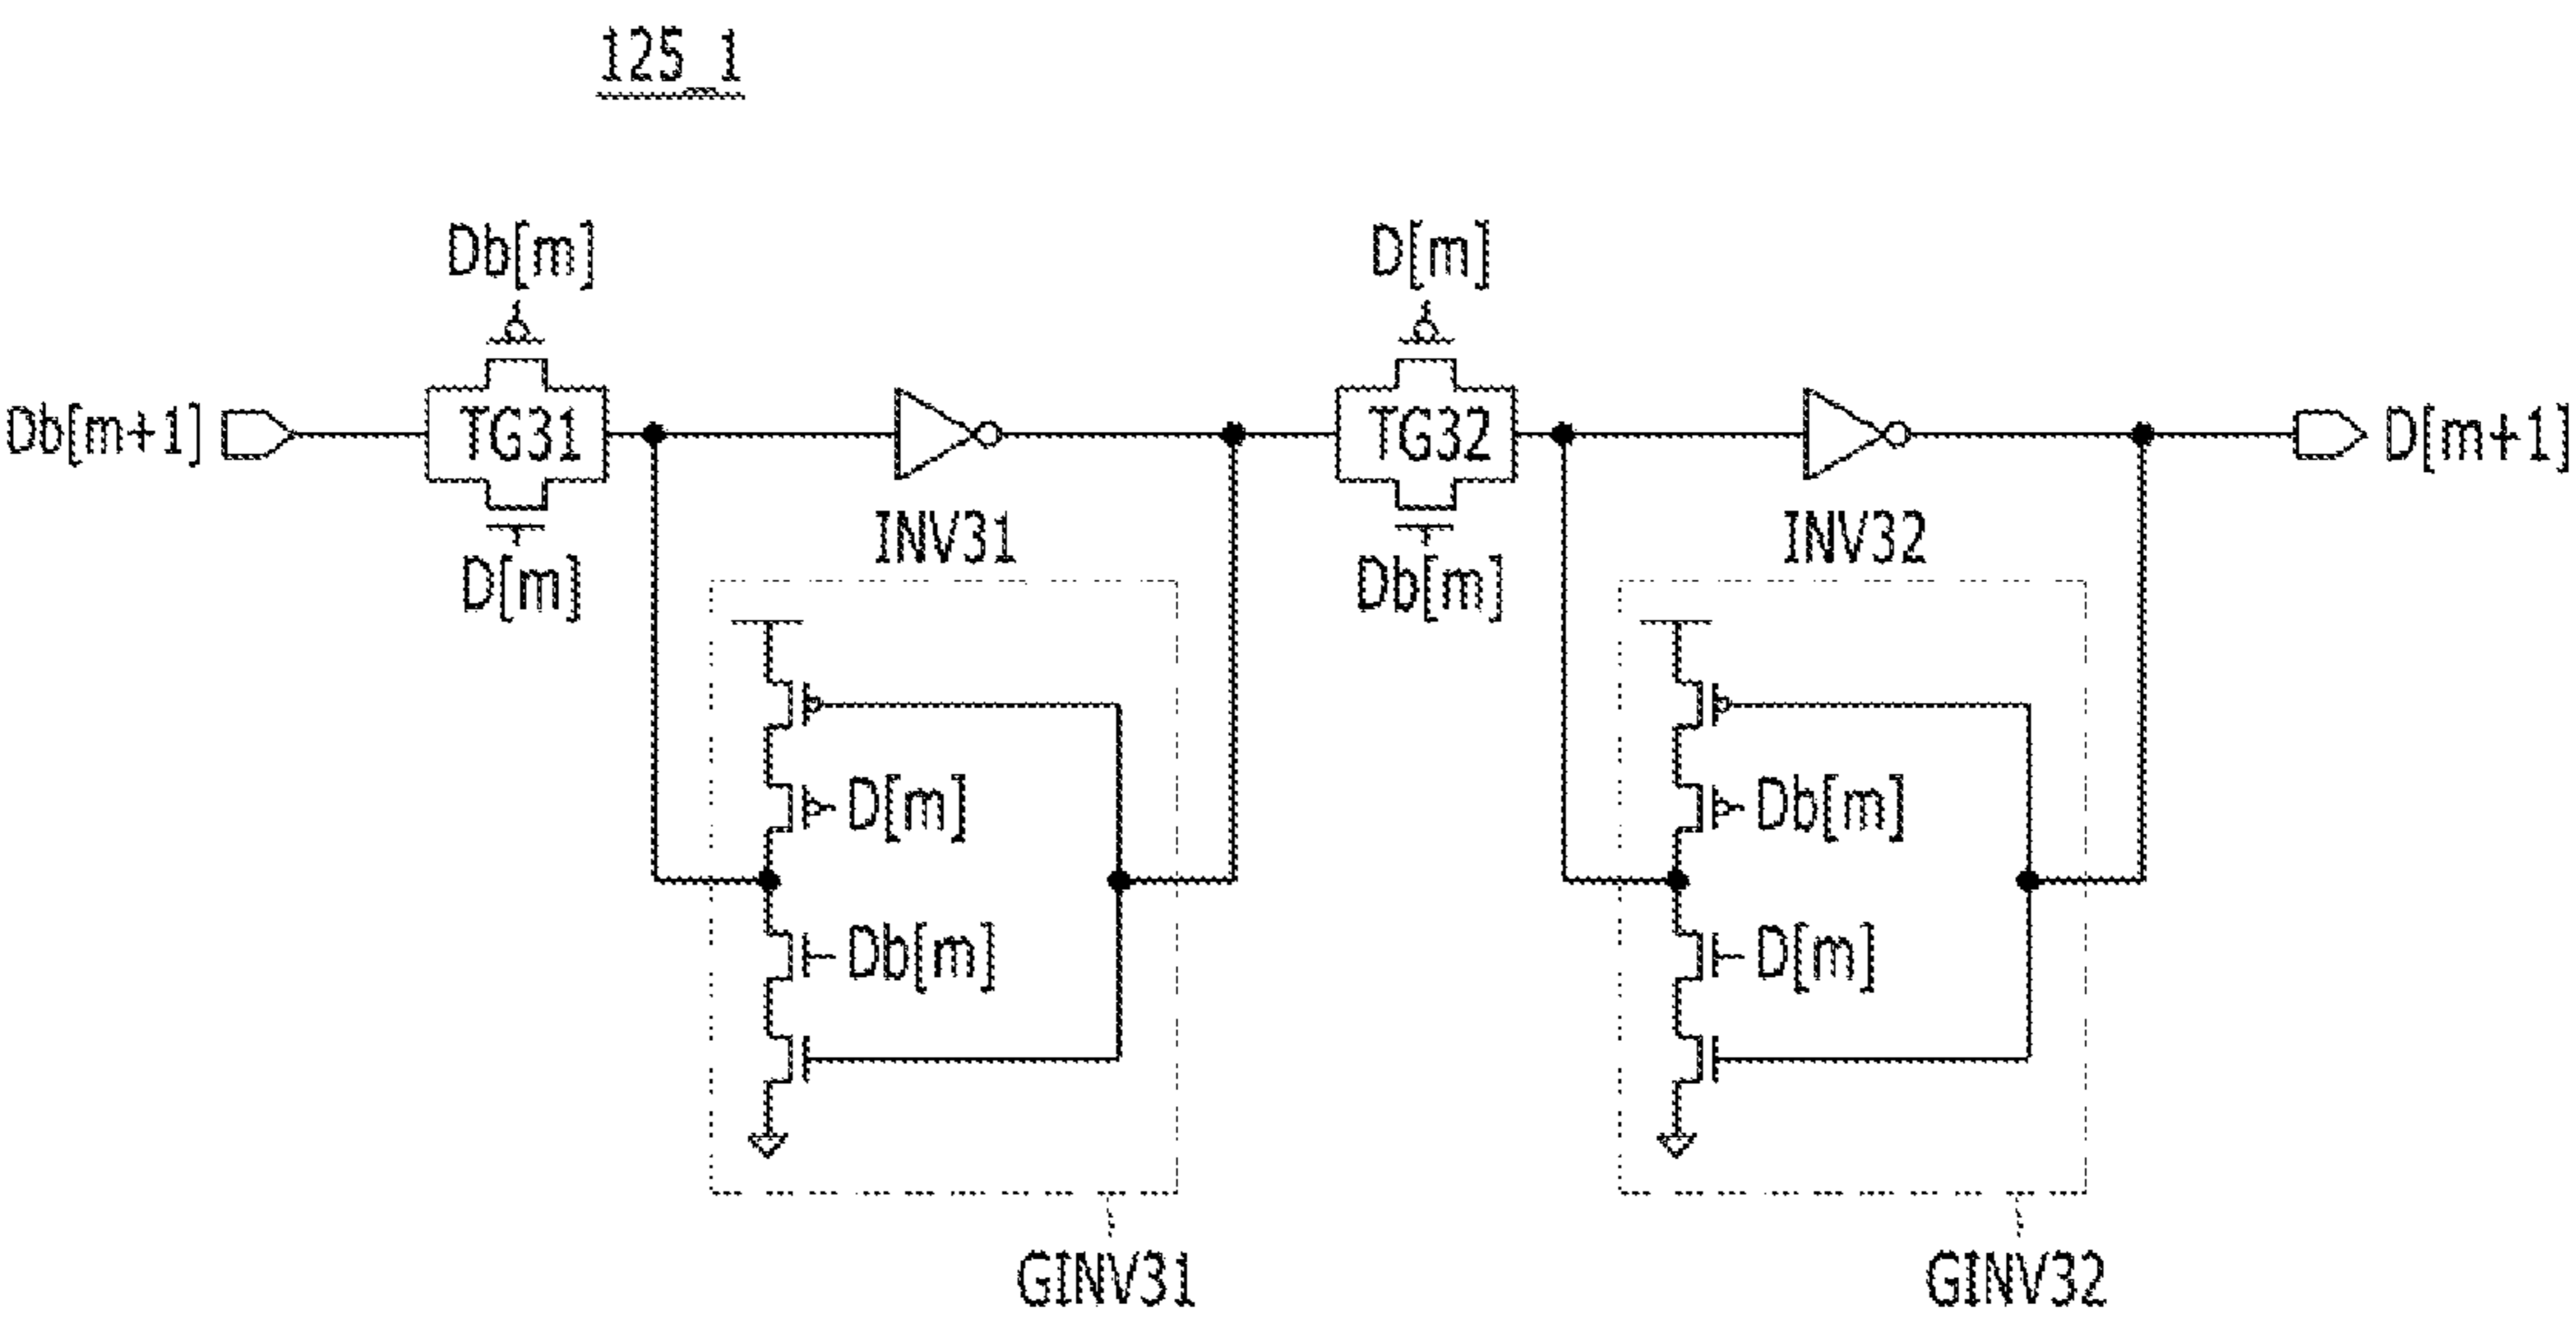 125_1
Db[m]
D[m]
Db[m+1]
TG31
TG32
D[m+1]
INV31
INV32
D[m]
Db[m]
D[m]
Db[m]
Db[m]
D[m]
GINV31
GINV32